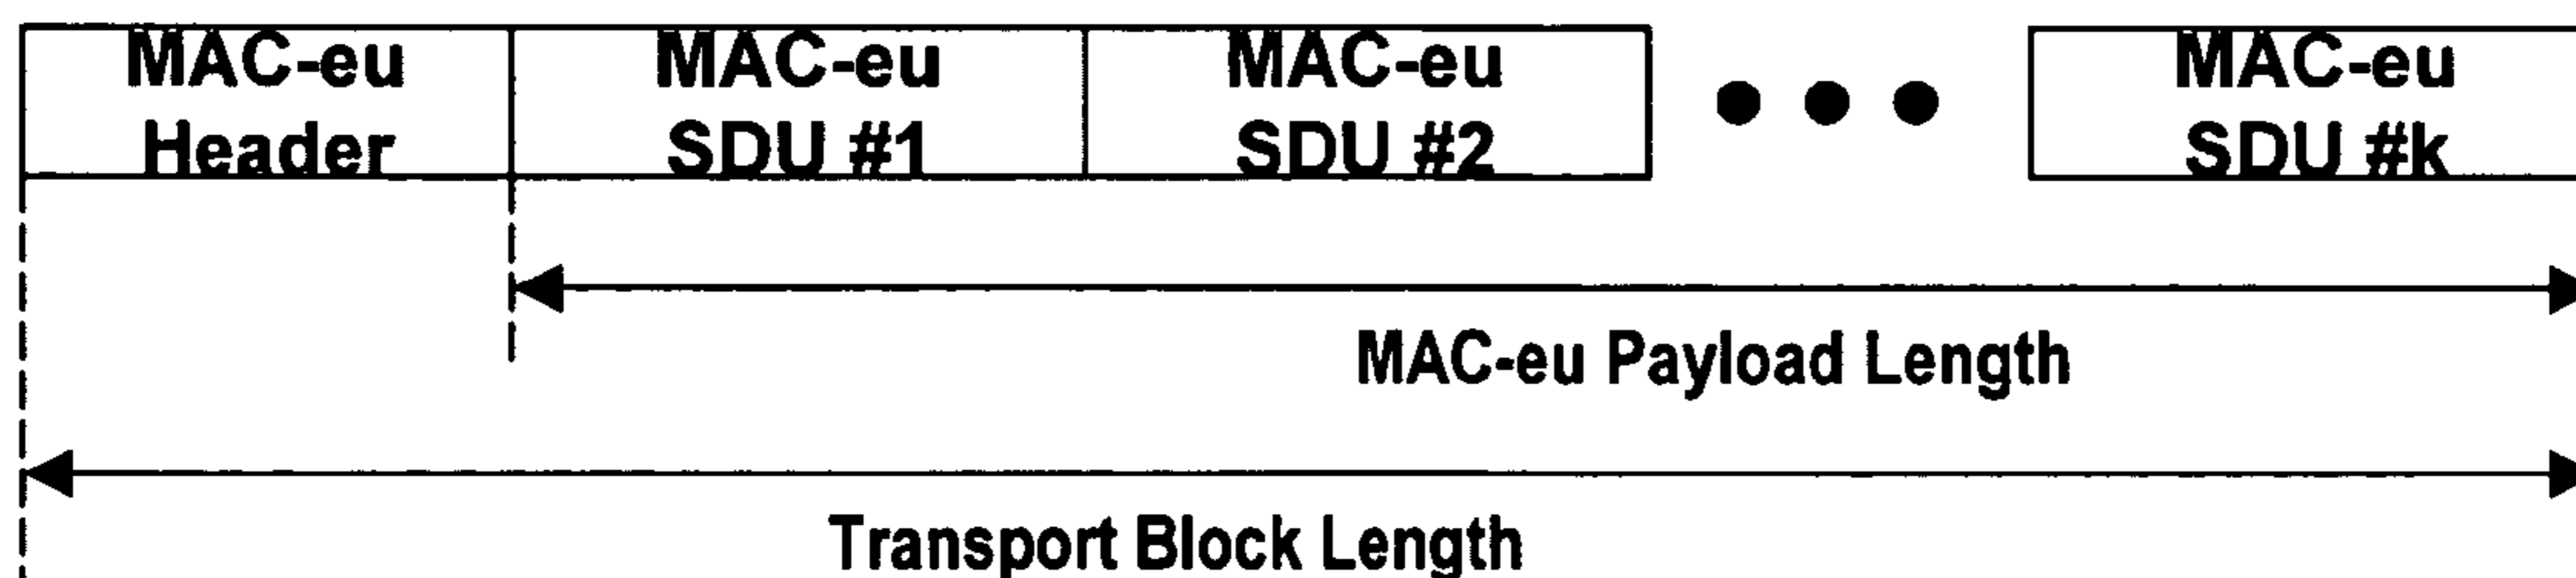 MAC-eu
Header
MAC-eu
SDU #1
MAC-eu
SDU #2
MAC-eu
SDU #k
MAC-eu Payload Length
Transport Block Length